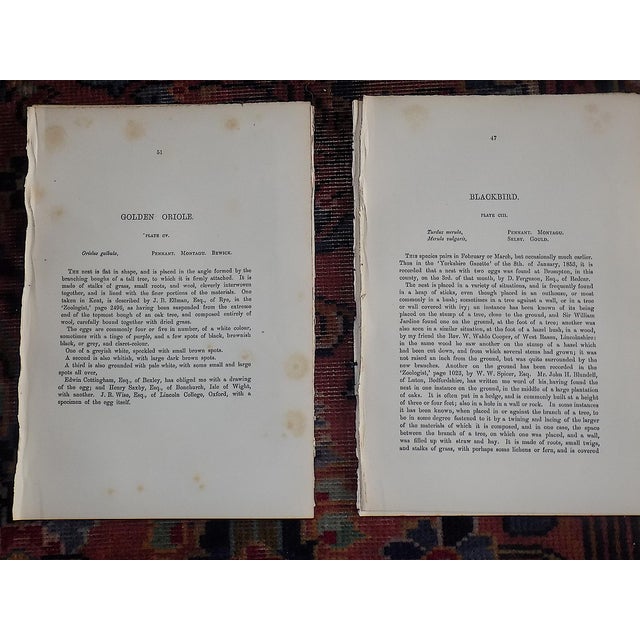 51
GOLDEN ORIOLE.
PLATE CV.
Oriolus galbula, PENNANT. MONTAGU. BEWICK.
THE nest is flat in shape, and is placed in the angle formed by the
branching boughs of a tall tree, to which it is firmly attached. It is
made of stalks of grass, small roots, and wool, cleverly interwoven
together, and is lined with the finer portions of the materials. One
taken in Kent, is described by J. B. Ellman, Esq., of Rye, in the
'Zoologist,' page 2496, as having been suspended from the extreme
end of the topmost bough of an oak tree, and composed entirely of
wool, carefully bound together with dried grass.
The eggs are commonly four or five in number, of a white colour,
sometimes with a tinge of purple, and a few spots of black, brownish
black, or grey, and claret-colour.
One of a greyish white, speckled with small brown spots.
A second is also whitish, with large dark brown spots.
A third is also grounded with pale white, with some small and large
spots all over,
Edwin Cottingham, Esq., of Bexley, has obliged me with a drawing
of the egg; and Henry Saxby, Esq., of Bonchurch, Isle of Wight,
with another. J. R. Wise, Esq., of Lincoln College, Oxford, with a
specimen of the egg itself.
47
BLACKBIRD.
PLATE CIII.
Turdus merula, PENNANT. MONTAGU.
Merula vulgaris, SELBY. GOULD.
THIS species pairs in February or March, but occasionally much earlier.
Thus in the 'Yorkshire Gazette' of the 8th. of January, 1853, it is
recorded that a nest with two eggs was found at Brompton, in this
county, on the 3rd. of that month, by D. Ferguson, Esq., of Redcar.
The nest is placed in a variety of situations, and is frequently found
in a heap of sticks, even though placed in an outhouse, or most
commonly in a bush; sometimes in a tree against a wall, or in a tree
or wall covered with ivy; an instance has been known of its being
placed on the stump of a tree, close to the ground, and Sir William
Jardine found one on the ground, at the foot of a tree; another was
also seen in a similar situation, at the foot of a hazel bush, in a wood,
by my friend the Rev. W. Waldo Cooper, of West Rasen, Lincolnshire:
in the same wood he saw another on the stump of a hazel which
had been cut down, and from which several stems had grown; it was
not raised an inch from the ground, but was quite surrounded by the
new branches. Another on the ground has been recorded in the
'Zoologist,' page 1023, by W. W. Spicer, Esq. Mr. John H. Blundell,
of Luton, Bedfordshire, has written me word of his having found the
nest in one instance on the ground, in the middle of a large plantation
of oaks. It is often put in a hedge, and is commonly built at a height
of three or four feet; also in a hole in a wall or rock. In some instances
it has been known, when placed in or against the branch of a tree, to
be in some degree fastened to it by a twining and lacing of the larger
of the materials of which it is composed, and in one case, the space
between the branch of a tree, on which one was placed, and a wall,
was filled up with straw and hay. It is made of roots, small twigs,
and stalks of grass, with perhaps some lichens or fern, and is covered